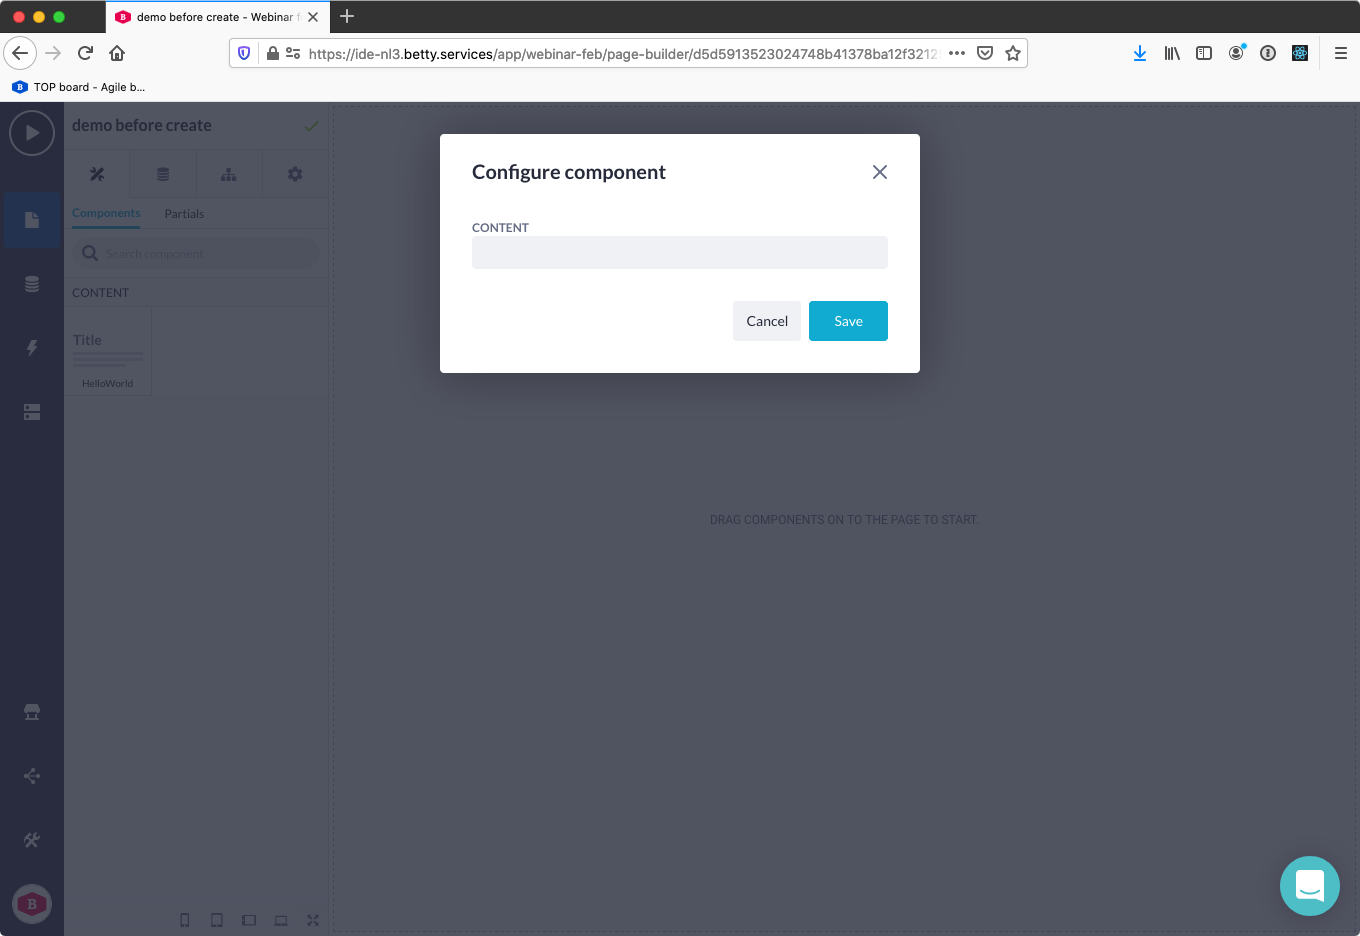 demo before create - Webinar f
https://ide-nl3.betty.services/app/webinar-feb/page-builder/d5d5913523024748b41378ba12f3212
TOP board - Agile b...
demo before create
Components
Partials
Search component
CONTENT
Title
HelloWorld
Configure component
CONTENT
Cancel
Save
DRAG COMPONENTS ON TO THE PAGE TO START.
B